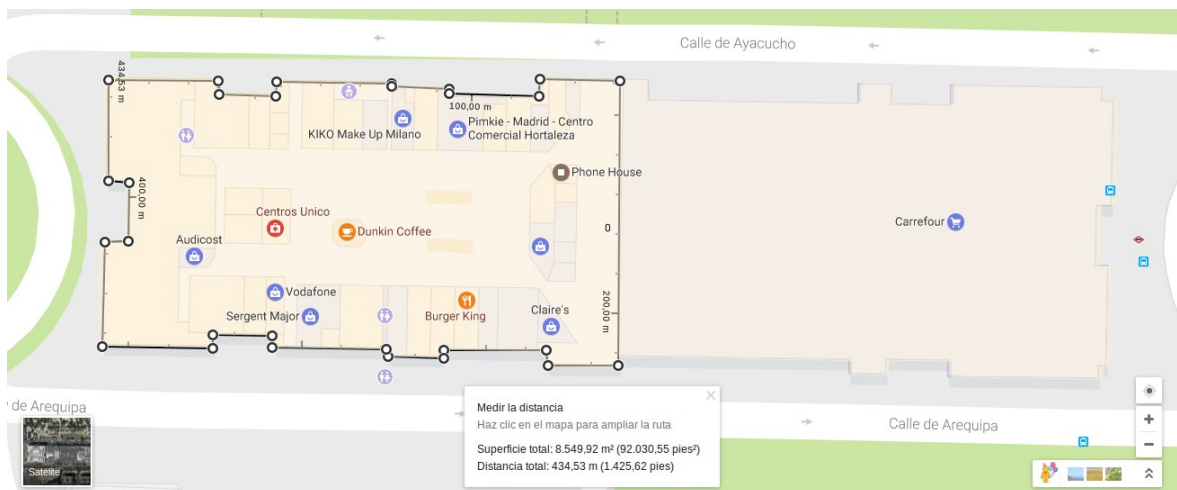 Calle de Ayacucho
434,53 m
100,00 m
KIKO Make Up Milano
Pimkie - Madrid - Centro
Comercial Hortaleza
Phone House
400,00 m
Centros Unico
Dunkin Coffee
0
Carrefour
Audicost
Vodafone
200,00 m
Sergent Major
Burger King
Claire's
de Arequipa
Medir la distancia
Haz clic en el mapa para ampliar la ruta
Superficie total: 8.549,92 m² (92.030,55 pies²)
Distancia total: 434,53 m (1.425,62 pies)
Calle de Arequipa
Satélite